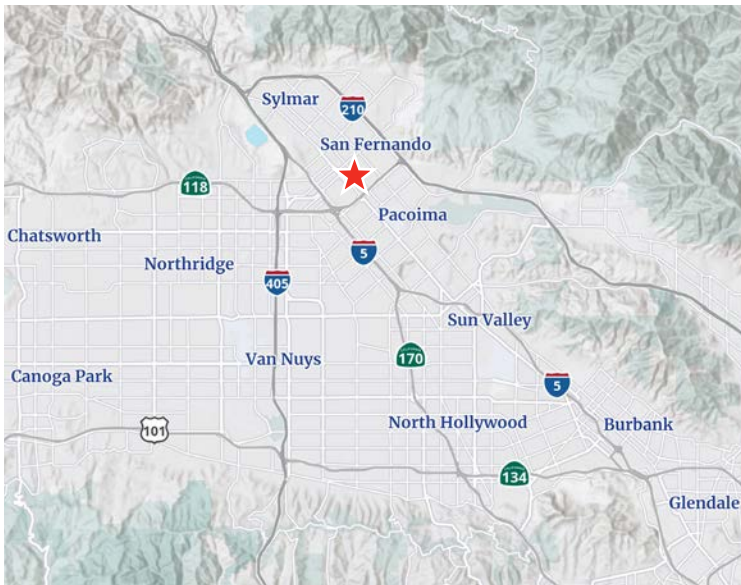 Sylmar
210
San Fernando
118
Pacoima
Chatsworth
5
Northridge
405
Sun Valley
Van Nuys
170
Canoga Park
5
North Hollywood
Burbank
101
134
Glendale